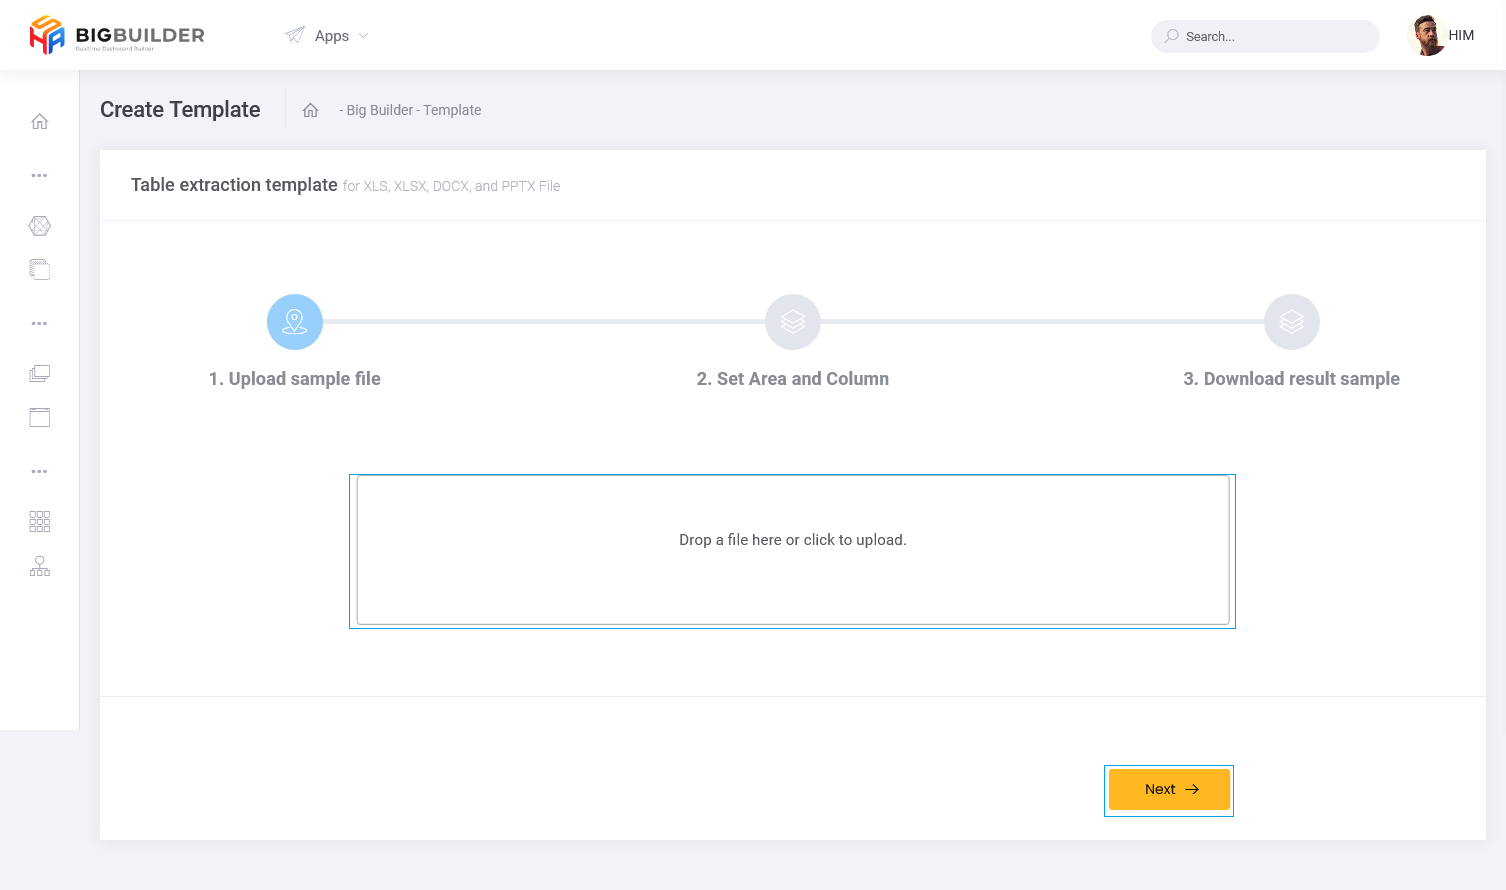 BIGBUILDER
Realtime Dashboard Builder
Apps
Search...
HIM
Create Template
- Big Builder - Template
Table extraction template for XLS, XLSX, DOCX, and PPTX File
1. Upload sample file
2. Set Area and Column
3. Download result sample
Drop a file here or click to upload.
Next